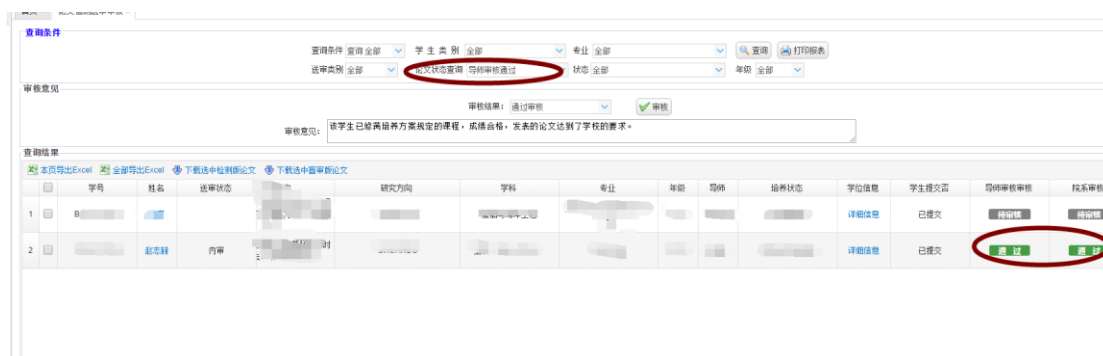 查询条件
查询条件 查询全部 学 生 类 别 全部 专业 全部 查询 打印报表
送审类别 全部 论文状态查询 导师审核通过 状态 全部 年级 全部
审核意见
审核结果： 通过审核 审核
审核意见： 该学生已修满培养方案规定的课程，成绩合格，发表的论文达到了学校的要求。
查询结果
本页导出Excel 全部导出Excel 下载选中检测版论文 下载选中盲审版论文
学号 姓名 送审状态 研究方向 学科 专业 年级 导师 培养状态 学位信息 学生提交否 导师审核审核 院系审核
1 B 详细信息 已提交 待审核 待审核
2 内审 时 详细信息 已提交 通 过 通 过